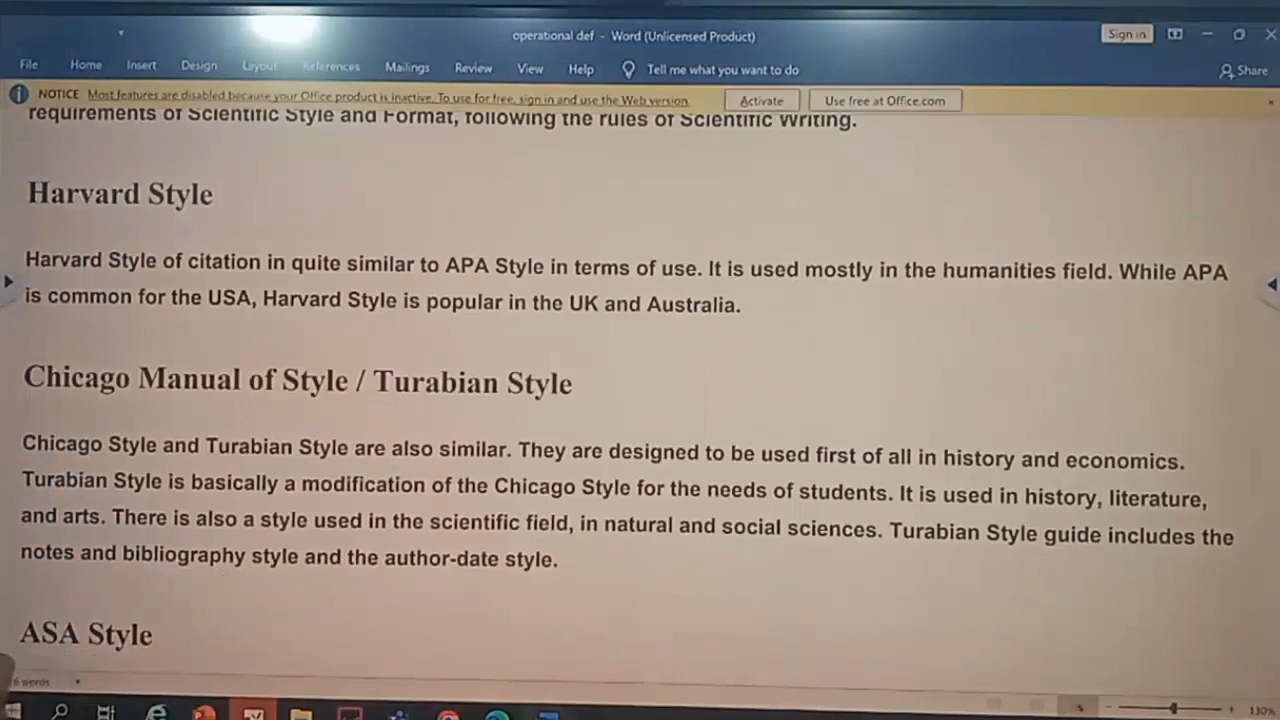 operational def - Word (Unlicensed Product)
Sign in
File Home Insert Design Layout References Mailings Review View Help Tell me what you want to do Share
NOTICE Most features are disabled because your Office product is inactive. To use for free, sign in and use the Web version. Activate Use free at Office.com
requirements of Scientific Style and Format, following the rules of Scientific Writing.
Harvard Style
Harvard Style of citation in quite similar to APA Style in terms of use. It is used mostly in the humanities field. While APA
is common for the USA, Harvard Style is popular in the UK and Australia.
Chicago Manual of Style / Turabian Style
Chicago Style and Turabian Style are also similar. They are designed to be used first of all in history and economics.
Turabian Style is basically a modification of the Chicago Style for the needs of students. It is used in history, literature,
and arts. There is also a style used in the scientific field, in natural and social sciences. Turabian Style guide includes the
notes and bibliography style and the author-date style.
ASA Style
6 words
130%